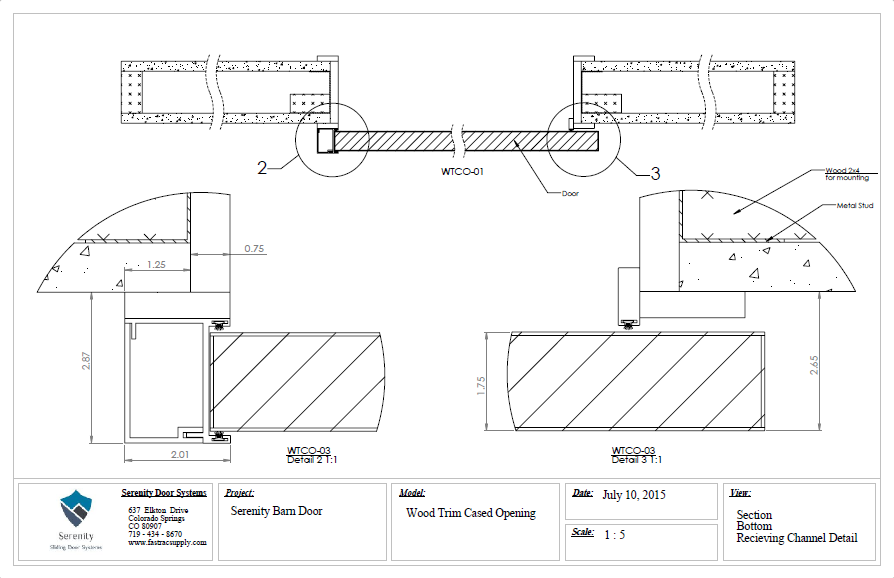 2
3
WTCO-01
Door
Wood 2x4
for mounting
Metal Stud
0.75
1.25
2.87
2.01
1.75
2.65
WTCO-03
Detail 2 1:1
WTCO-03
Detail 3 1:1
Serenity
Sliding Door Systems
Serenity Door Systems
637 Elkton Drive
Colorado Springs
CO 80907
719 - 434 - 8670
www.fastracsupply.com
Project:
Serenity Barn Door
Model:
Wood Trim Cased Opening
Date: July 10, 2015
Scale: 1 : 5
View:
Section
Bottom
Recieving Channel Detail